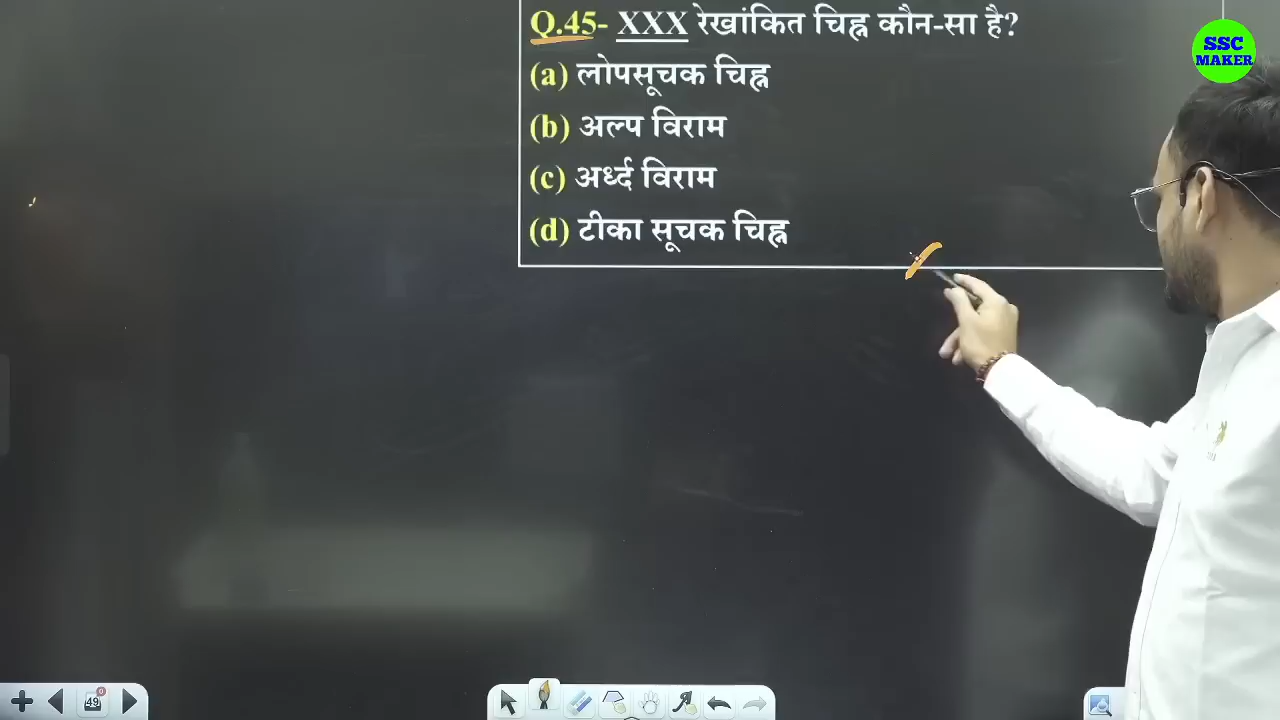 Q.45- XXX रेखांकित चिह्न कौन-सा है?
(a) लोपसूचक चिह्न
(b) अल्प विराम
(c) अर्ध्द विराम
(d) टीका सूचक चिह्न
SSC
MAKER
49